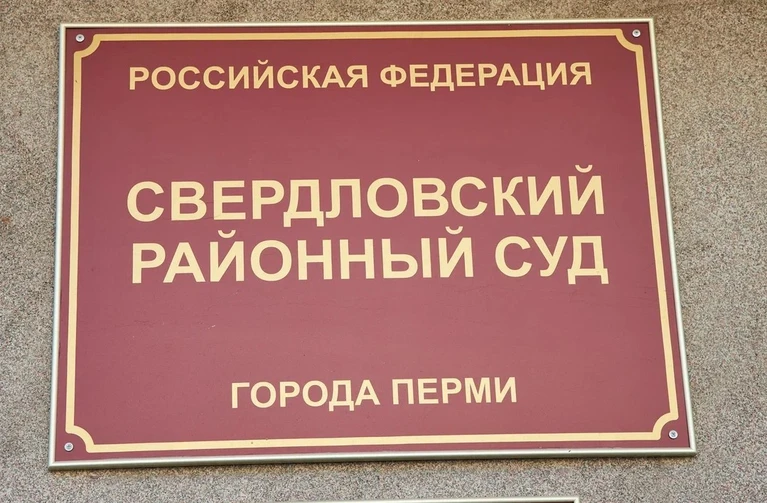 РОССИЙСКАЯ ФЕДЕРАЦИЯ
СВЕРДЛОВСКИЙ
РАЙОННЫЙ СУД
ГОРОДА ПЕРМИ